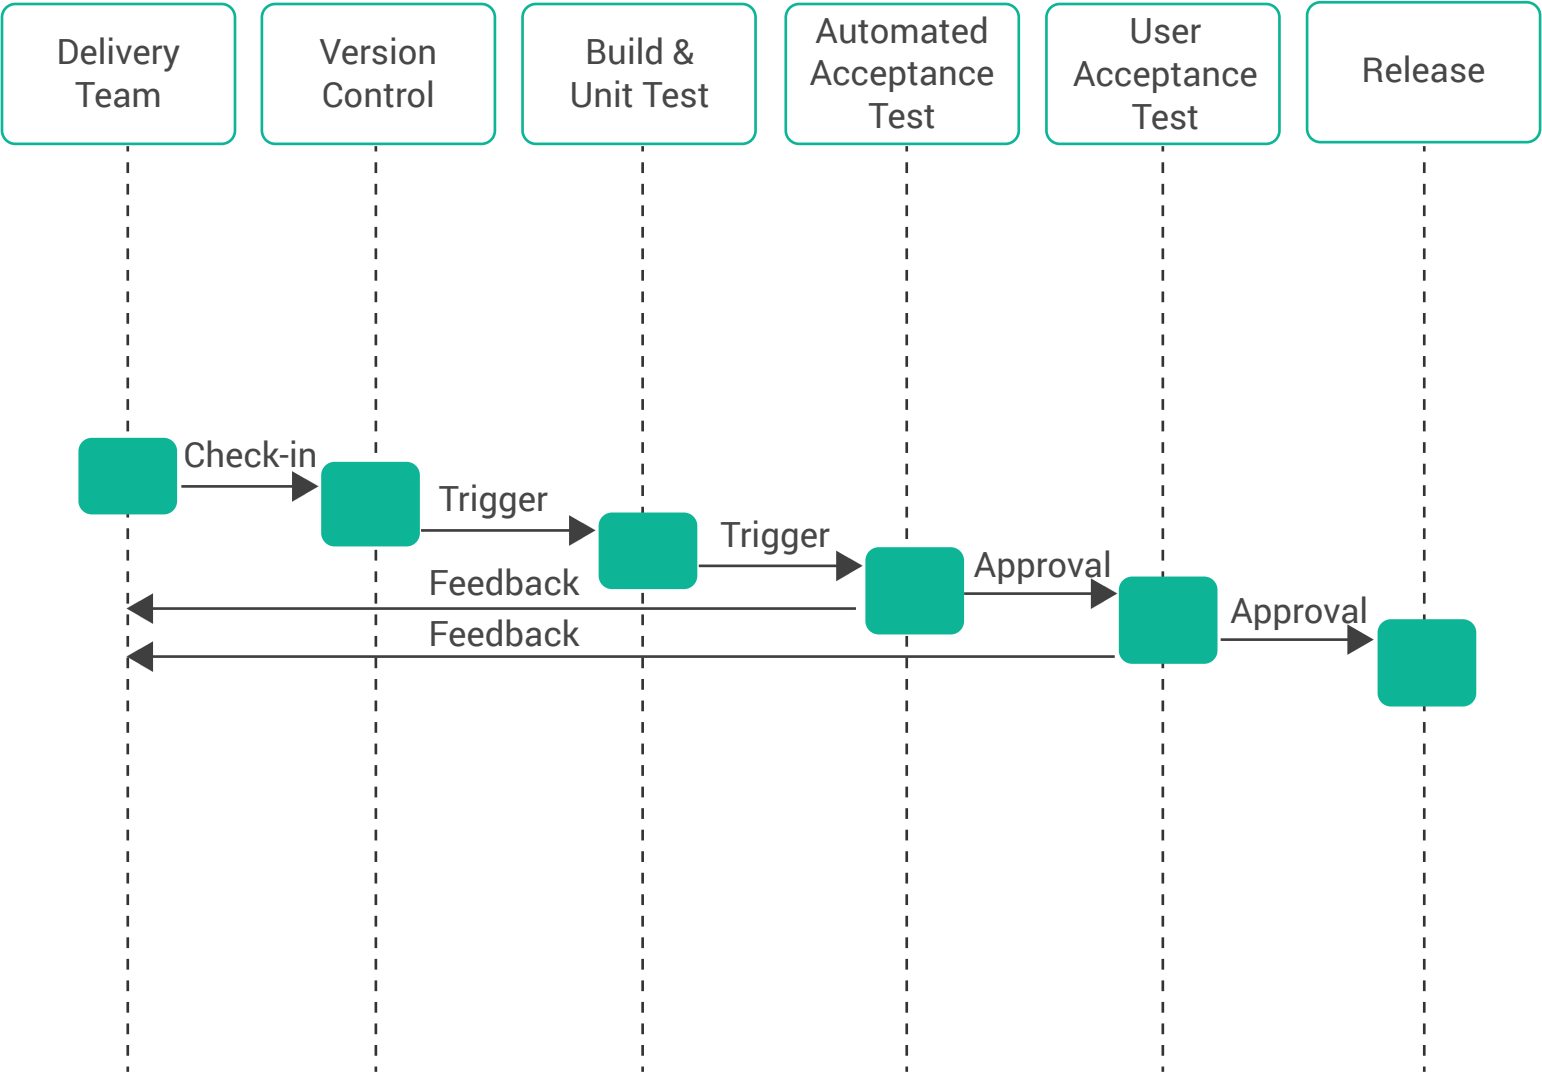 Delivery
Team
Version
Control
Build &
Unit Test
Automated
Acceptance
Test
User
Acceptance
Test
Release
Check-in
Trigger
Trigger
Approval
Approval
Feedback
Feedback